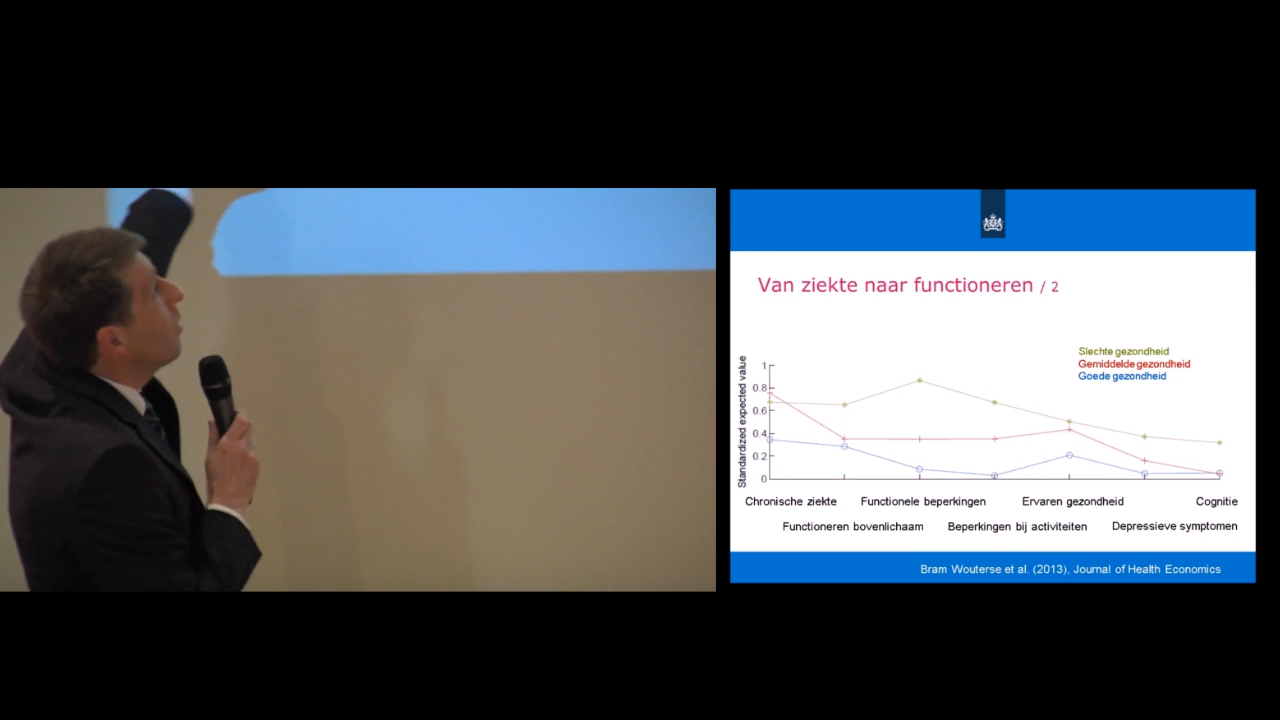 Van ziekte naar functioneren / 2
Slechte gezondheid
Gemiddelde gezondheid
Goede gezondheid
Standardized expected value
1
0.8
0.6
0.4
0.2
0
Chronische ziekte
Functionele beperkingen
Ervaren gezondheid
Cognitie
Functioneren bovenlichaam
Beperkingen bij activiteiten
Depressieve symptomen
Bram Wouterse et al. (2013), Journal of Health Economics